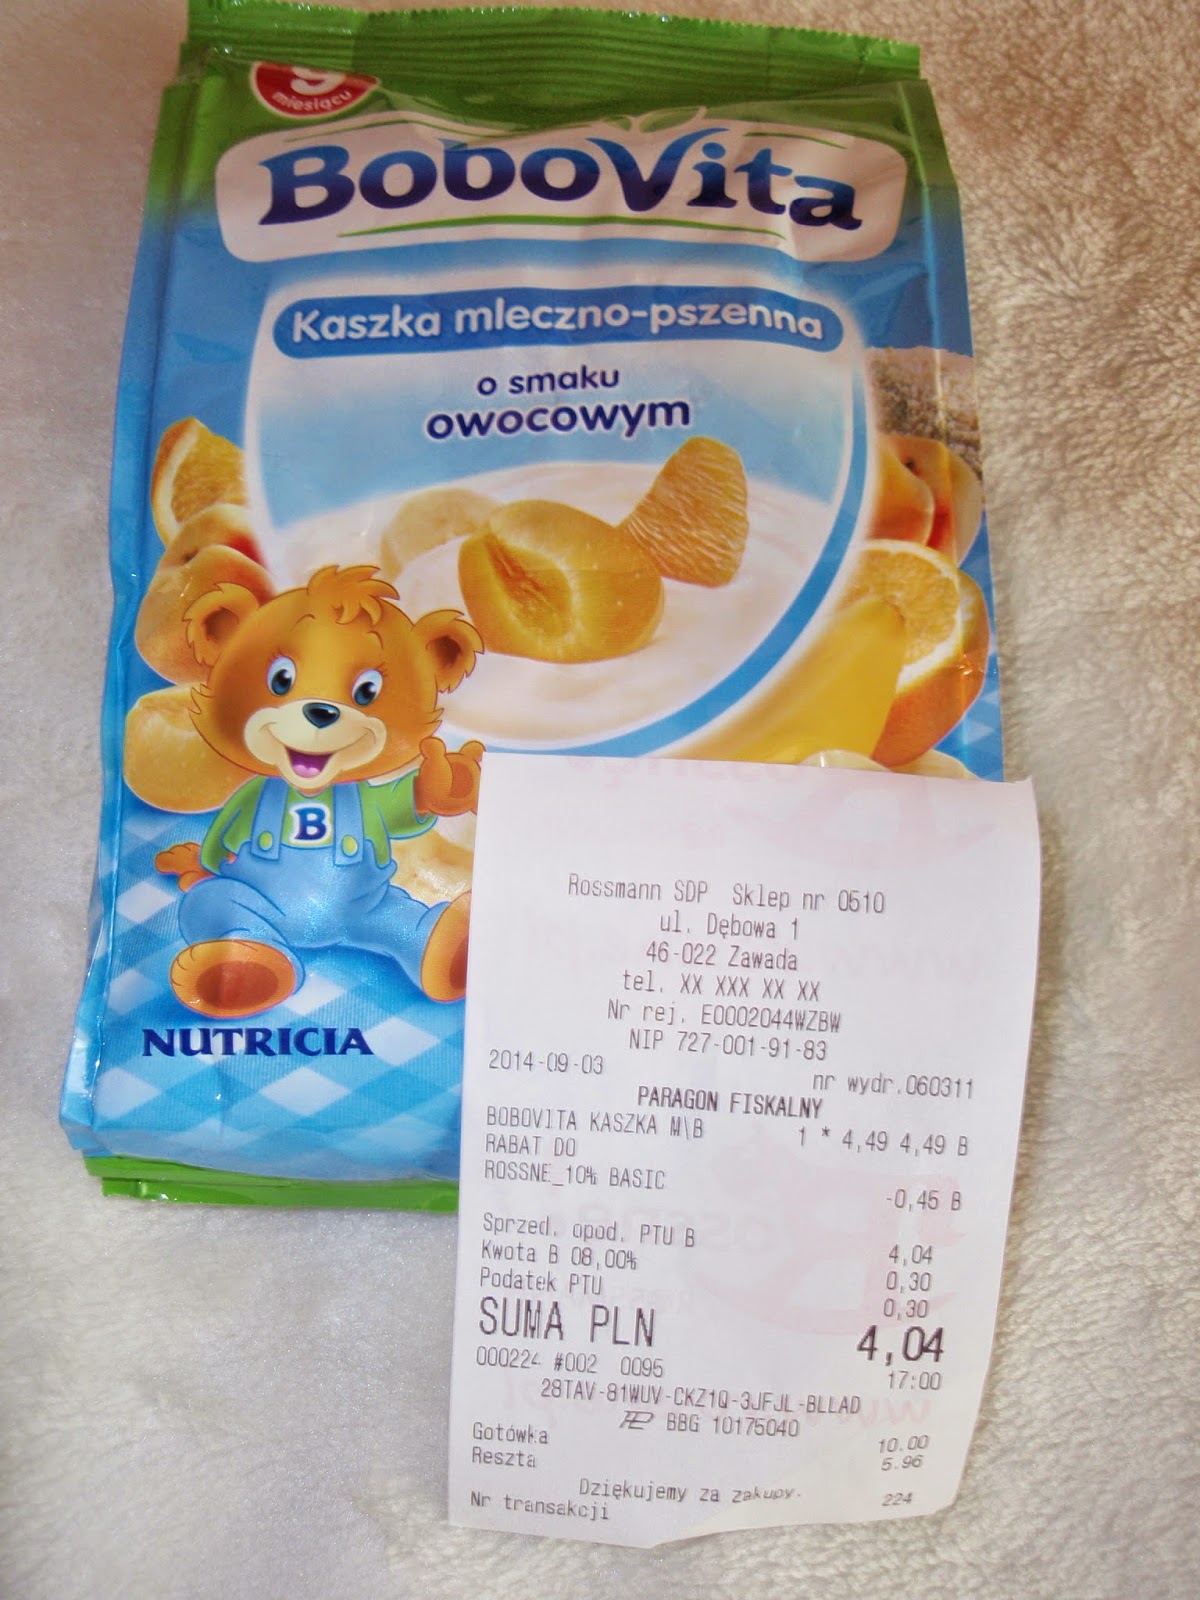 9
miesiącu
BoboVita
Kaszka mleczno-pszenna
o smaku
owocowym
B
NUTRICIA
Rossmann SDP Sklep nr 0510
ul. Dębowa 1
46-022 Zawada
tel. XX XXX XX XX
Nr rej. E0002044WZBW
NIP 727-001-91-83
2014-09-03 nr wydr.060311
PARAGON FISKALNY
BOBOVITA KASZKA M\B 1 * 4,49 4,49 B
RABAT DO
ROSSNE_10% BASIC -0,45 B
Sprzed. opod. PTU B 4,04
Kwota B 08,00% 0,30
Podatek PTU 0,30
SUMA PLN 4,04
000224 #002 0095 17:00
28TAV-81WUV-CKZ1Q-3JFJL-BLLAD
BBG 10175040
Gotówka 10.00
Reszta 5.96
Dziękujemy za zakupy.
Nr transakcji 224